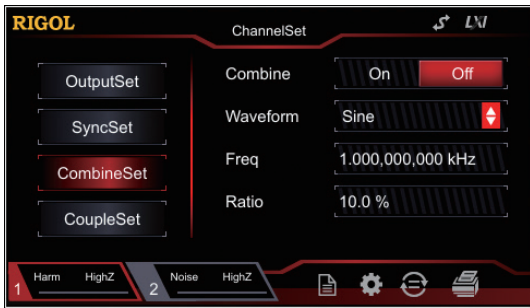 RIGOL
ChannelSet
LXI
OutputSet
SyncSet
CombineSet
CoupleSet
Combine On Off
Waveform Sine
Freq 1.000,000,000 kHz
Ratio 10.0 %
1 Harm HighZ 2 Noise HighZ